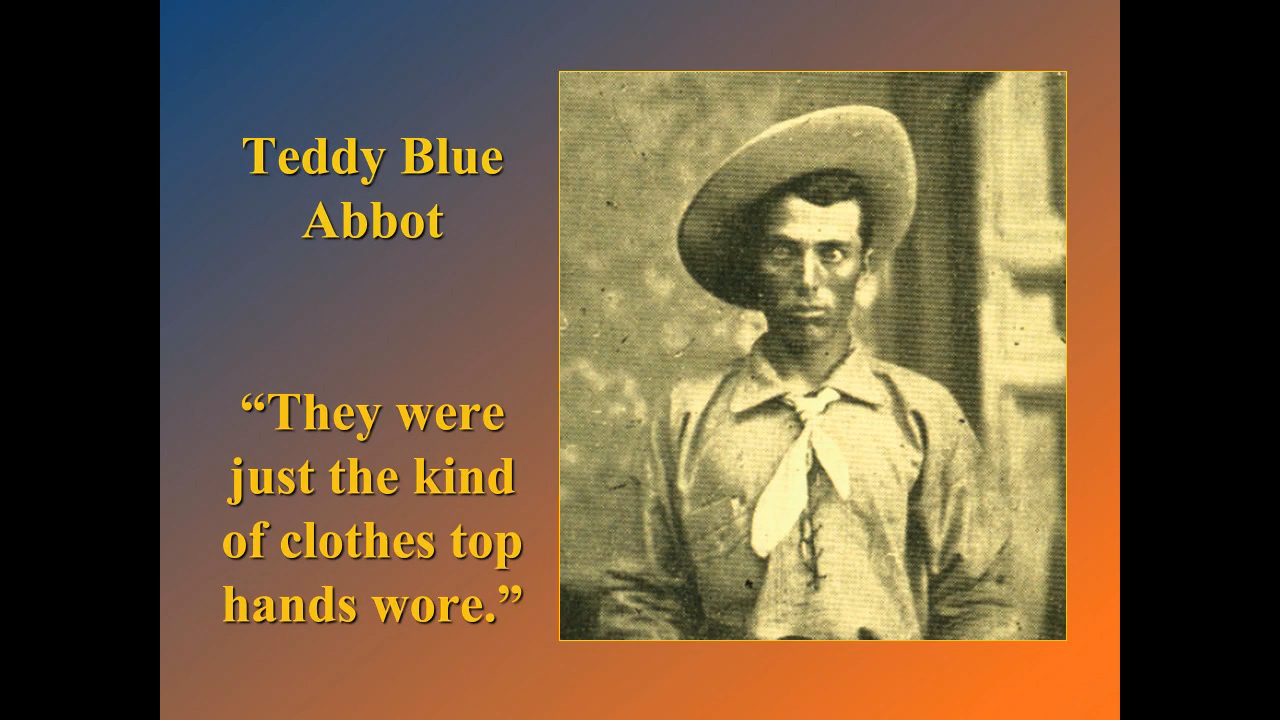 Teddy Blue
Abbot
“They were
just the kind
of clothes top
hands wore.”